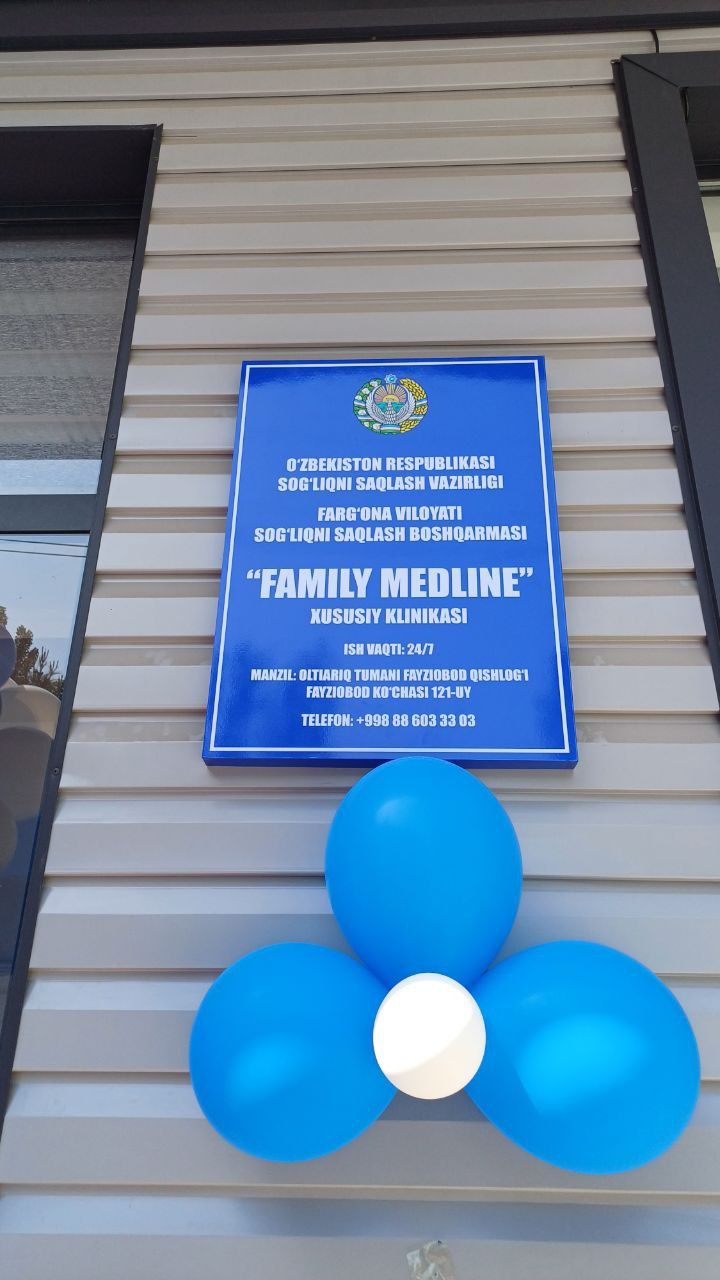 O‘ZBEKISTON RESPUBLIKASI
SOG‘LIQNI SAQLASH VAZIRLIGI
FARG‘ONA VILOYATI
SOG‘LIQNI SAQLASH BOSHQARMASI
“FAMILY MEDLINE”
XUSUSIY KLINIKASI
ISH VAQTI: 24/7
MANZIL: OLTIARIQ TUMANI FAYZIOBOD QISHLOG‘I
FAYZIOBOD KO‘CHASI 121-UY
TELEFON: +998 88 603 33 03